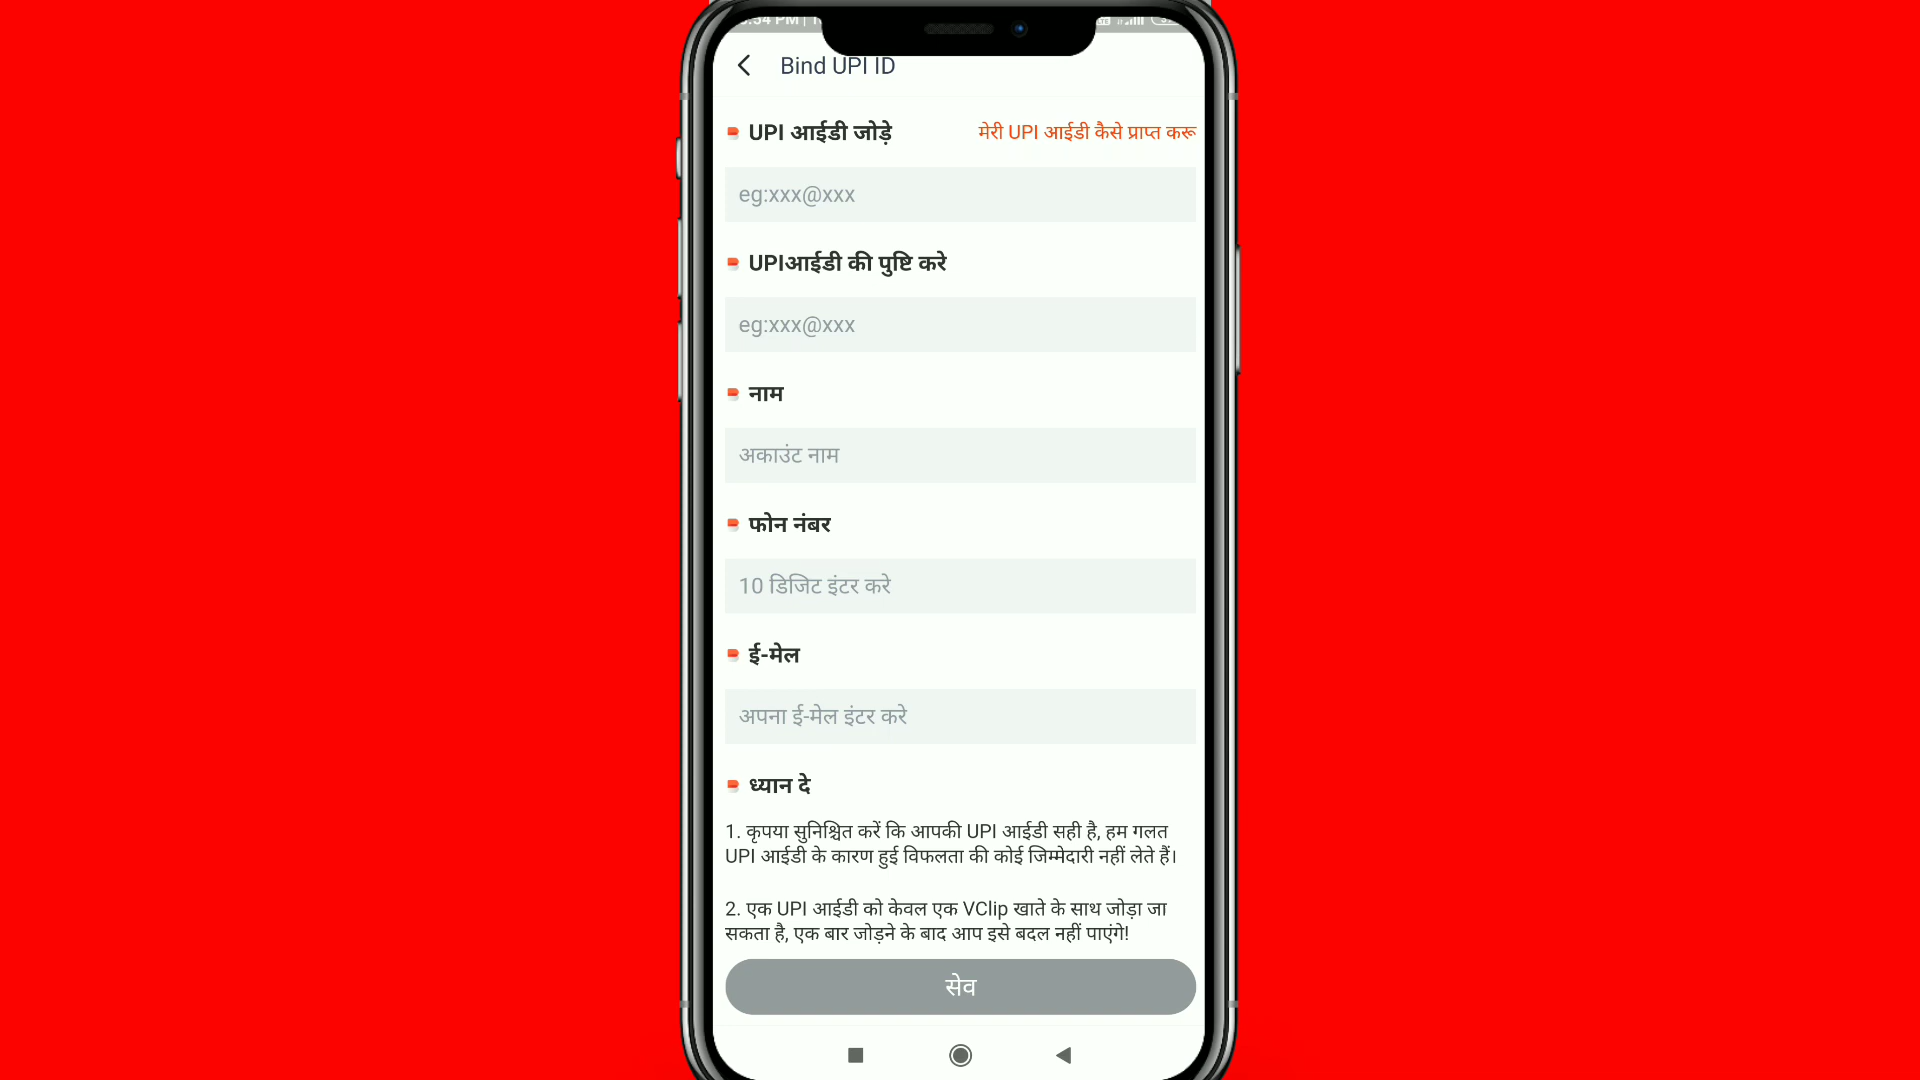 Bind UPI ID
UPI आईडी जोड़े
मेरी UPI आईडी कैसे प्राप्त करू
eg:xxx@xxx
UPIआईडी की पुष्टि करे
eg:xxx@xxx
नाम
अकाउंट नाम
फोन नंबर
10 डिजिट इंटर करे
ई-मेल
अपना ई-मेल इंटर करे
ध्यान दे
1. कृपया सुनिश्चित करें कि आपकी UPI आईडी सही है, हम गलत
UPI आईडी के कारण हुई विफलता की कोई जिम्मेदारी नहीं लेते हैं।
2. एक UPI आईडी को केवल एक VClip खाते के साथ जोड़ा जा
सकता है, एक बार जोड़ने के बाद आप इसे बदल नहीं पाएंगे!
सेव